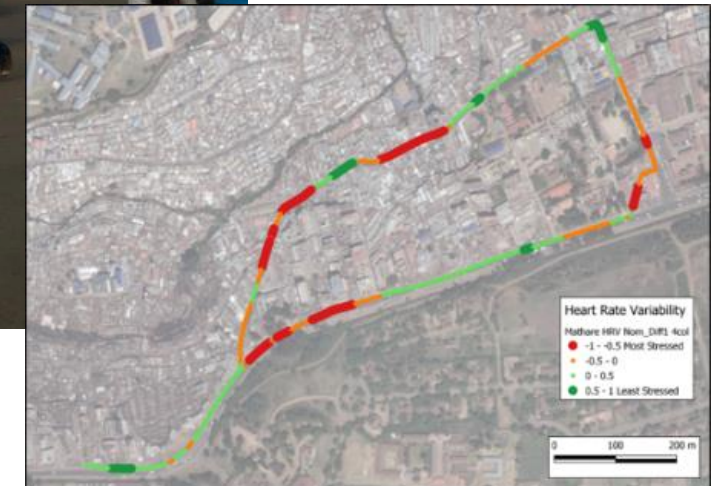 Heart Rate Variability
Mathare HRV Nom_Diff1 4col
-1 - -0.5 Most Stressed
-0.5 - 0
0 - 0.5
0.5 - 1 Least Stressed
0 100 200 m